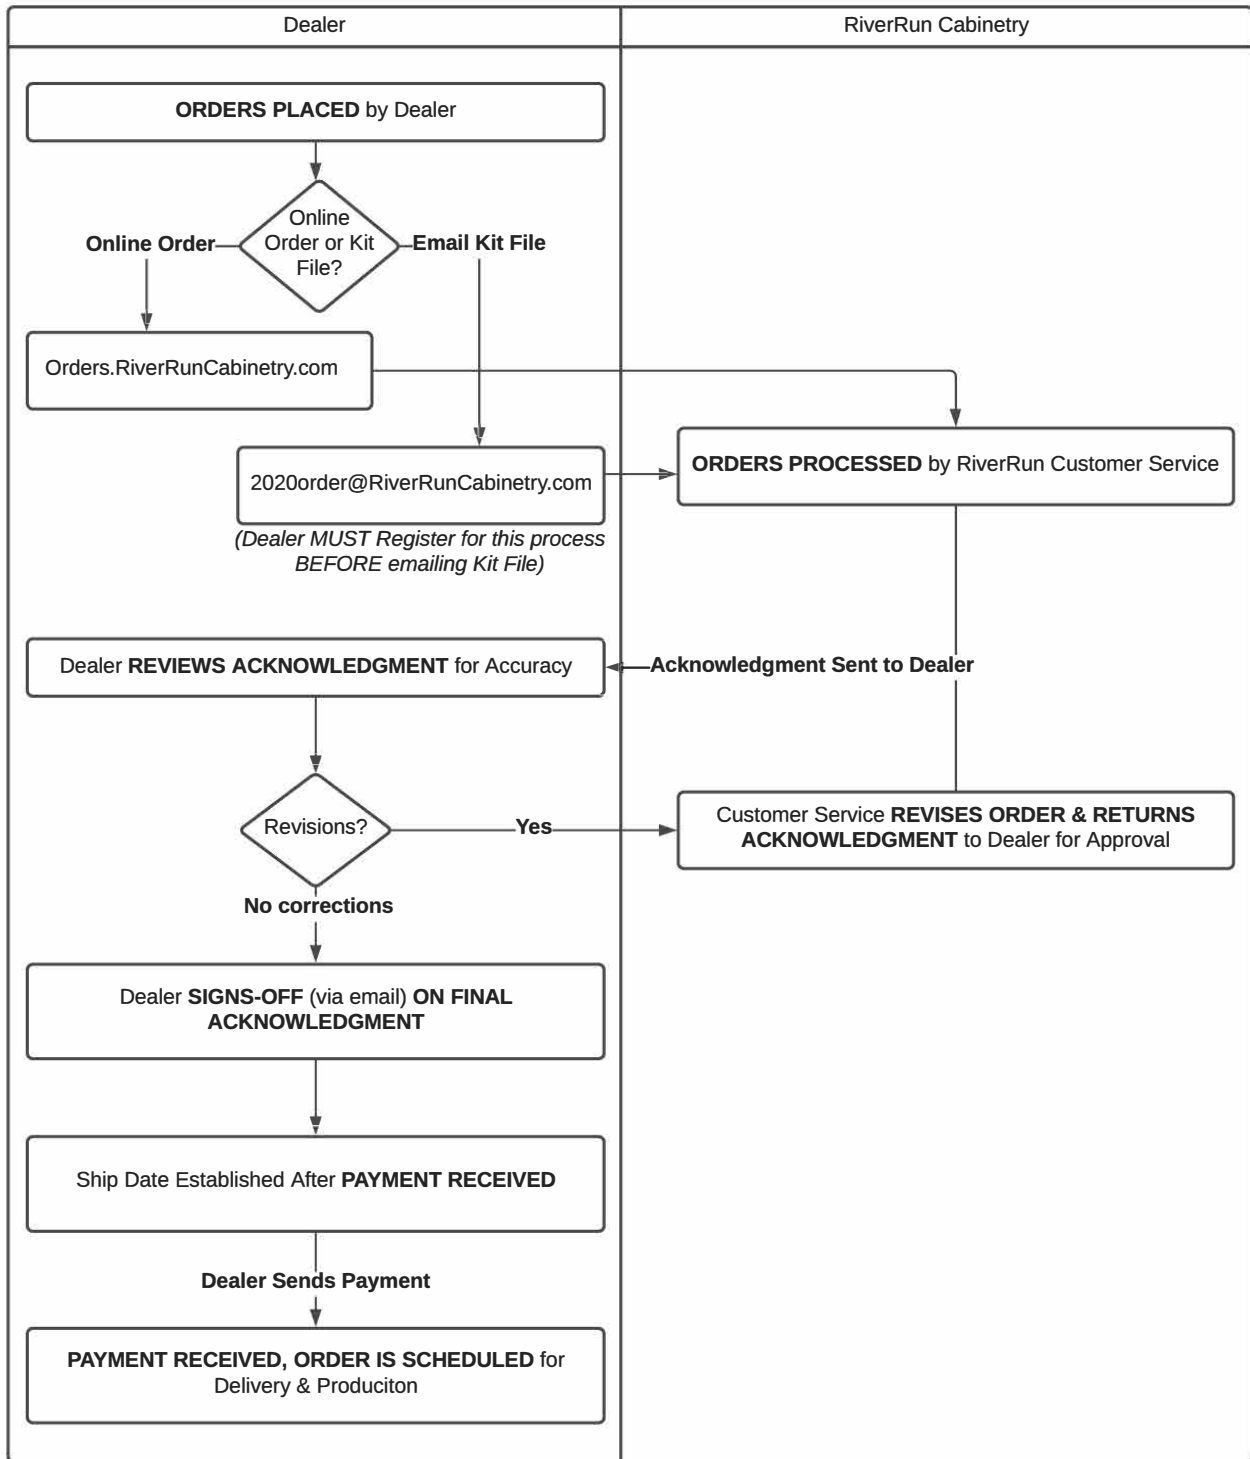 Dealer
RiverRun Cabinetry
ORDERS PLACED by Dealer
Online
Order or Kit
File?
Online Order
Email Kit File
Orders.RiverRunCabinetry.com
2020order@RiverRunCabinetry.com
(Dealer MUST Register for this process
BEFORE emailing Kit File)
ORDERS PROCESSED by RiverRun Customer Service
Dealer REVIEWS ACKNOWLEDGMENT for Accuracy
Acknowledgment Sent to Dealer
Revisions?
Yes
Customer Service REVISES ORDER & RETURNS
ACKNOWLEDGMENT to Dealer for Approval
No corrections
Dealer SIGNS-OFF (via email) ON FINAL
ACKNOWLEDGMENT
Ship Date Established After PAYMENT RECEIVED
Dealer Sends Payment
PAYMENT RECEIVED, ORDER IS SCHEDULED for
Delivery & Produciton